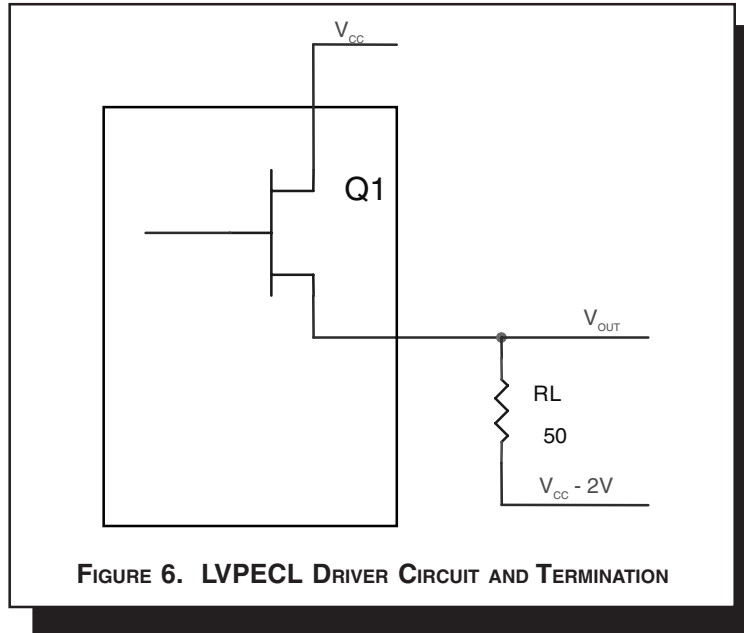 VCC
Q1
VOUT
RL
50
VCC - 2V
FIGURE 6. LVPECL DRIVER CIRCUIT AND TERMINATION